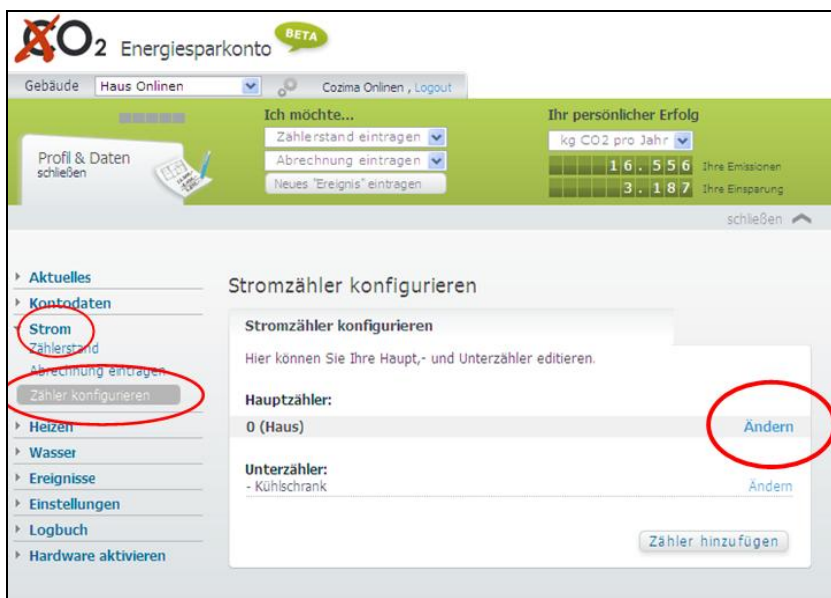 CO2 Energiesparkonto BETA
Gebäude Haus Onlinen Cozima Onlinen , Logout
Profil & Daten
schließen
Ich möchte...
Zählerstand eintragen
Abrechnung eintragen
Neues "Ereignis" eintragen
Ihr persönlicher Erfolg
kg CO2 pro Jahr
16.556 Ihre Emissionen
3.187 Ihre Einsparung
schließen
Aktuelles
Kontodaten
Strom
Zählerstand
Abrechnung eintragen
Zähler konfigurieren
Heizen
Wasser
Ereignisse
Einstellungen
Logbuch
Hardware aktivieren
Stromzähler konfigurieren
Stromzähler konfigurieren
Hier können Sie Ihre Haupt,- und Unterzähler editieren.
Hauptzähler:
0 (Haus) Ändern
Unterzähler:
- Kühlschrank Ändern
Zähler hinzufügen